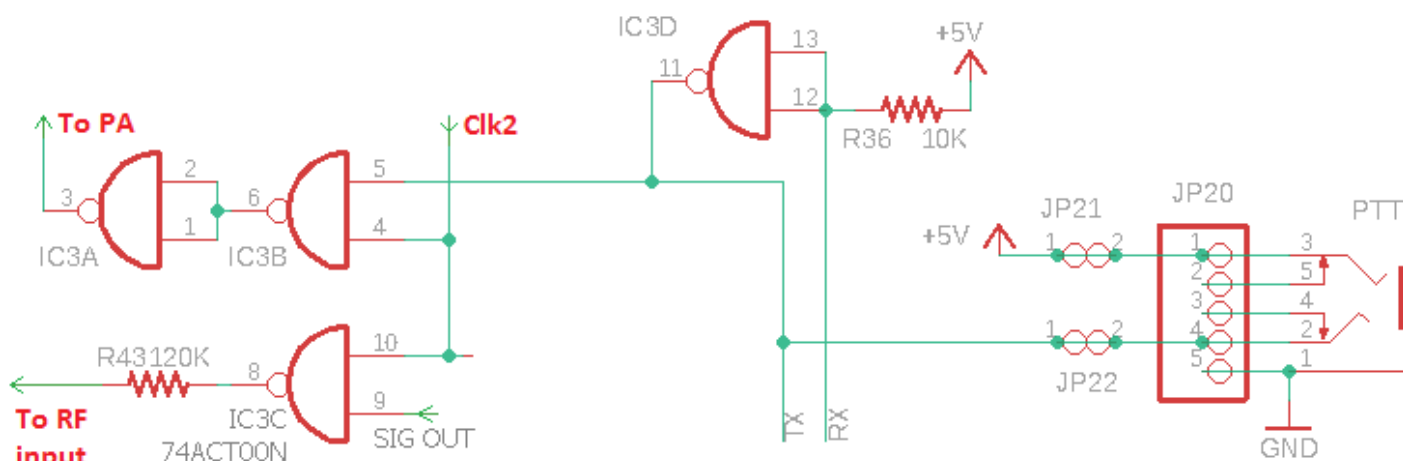 IC3D
13
+5V
11
12
R36 10K
To PA
Clk2
2
5
3
6
1
4
IC3A
IC3B
JP21
JP20
PTT
+5V
1 2
1
3
2
5
3
4
1 2
4
2
5
1
JP22
R43120K
10
8
9
To RF
input
IC3C
SIG OUT
74ACT00N
TX
RX
GND